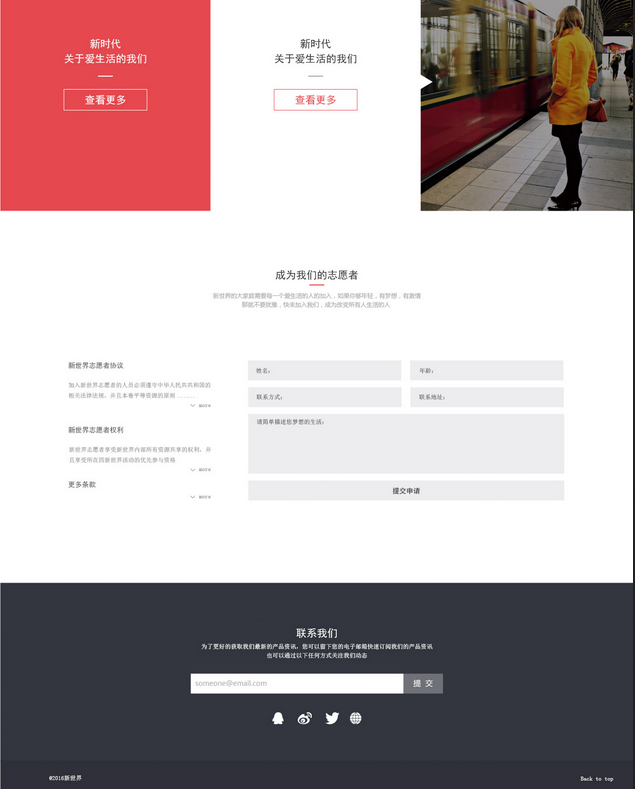 新时代
关于爱生活的我们
查看更多
新时代
关于爱生活的我们
查看更多
成为我们的志愿者
新世界的大家庭需要每一个爱生活的人的加入，如果你够年轻，有梦想，有激情
那就不要犹豫，快来加入我们，成为改变所有人生活的人
新世界志愿者协议
加入新世界志愿者的人员必须遵守中华人民共和国的
相关法律法规，并且本着平等资源的原则 ......
more
新世界志愿者权利
新世界志愿者享受新世界内部所有资源共享的权利，并
且享受所在四新世界活动的优先参与资格
more
更多条款
more
姓名：
年龄：
联系方式：
联系地址：
请简单描述您梦想的生活：
提交申请
联系我们
为了更好的获取我们最新的产品资讯，您可以留下您的电子邮箱快速订阅我们的产品资讯
也可以通过以下任何方式关注我们动态
someone@email.com
提 交
©2016新世界
Back to top